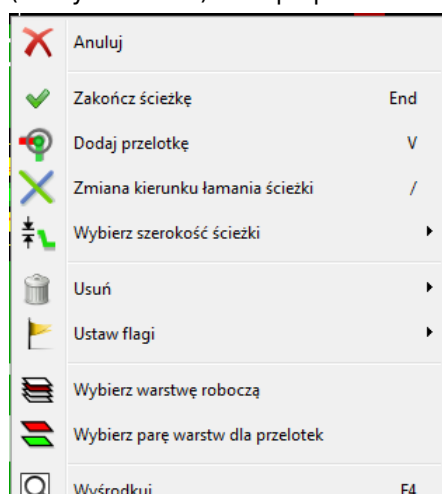 Anuluj
Zakończ ścieżkę End
Dodaj przelotkę V
Zmiana kierunku łamania ścieżki /
Wybierz szerokość ścieżki
Usuń
Ustaw flagi
Wybierz warstwę roboczą
Wybierz parę warstw dla przelotek
Wyśrodkuj F4